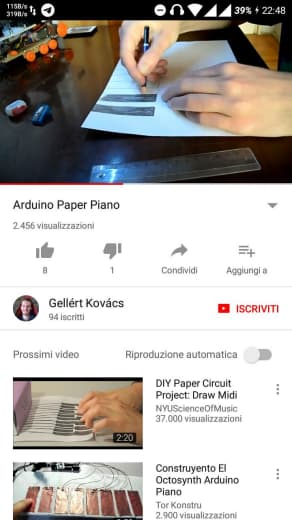 115B/s
319B/s
39% 22:48
Arduino Paper Piano
2.456 visualizzazioni
8
1
Condividi
Aggiungi a
Gellért Kovács
94 iscritti
ISCRIVITI
Prossimi video
Riproduzione automatica
2:20
DIY Paper Circuit
Project: Draw Midi
NYUScienceOfMusic
37.000 visualizzazioni
Construyento El
Octosynth Arduino
Piano
Tor Konstru
2.900 visualizzazioni